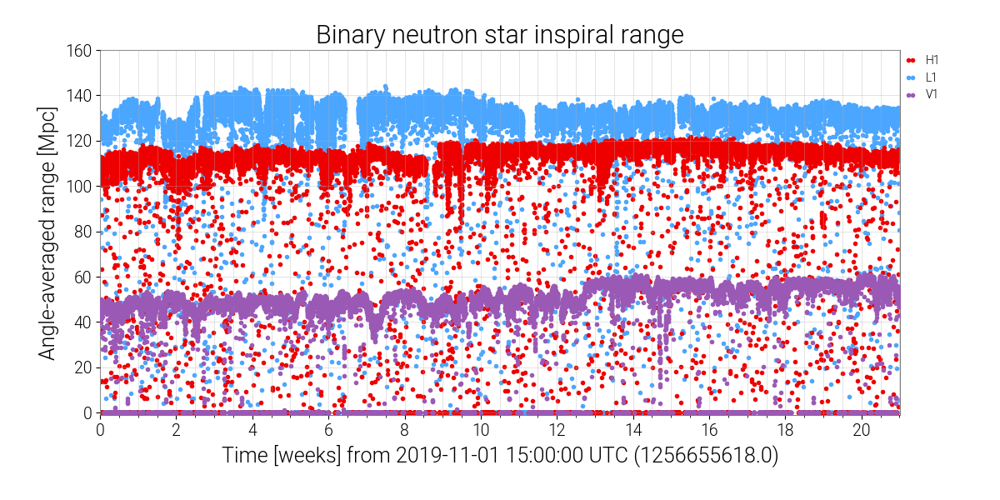 Binary neutron star inspiral range
Angle-averaged range [Mpc]
160
140
120
100
80
60
40
20
0
0 2 4 6 8 10 12 14 16 18 20
Time [weeks] from 2019-11-01 15:00:00 UTC (1256655618.0)
H1
L1
V1